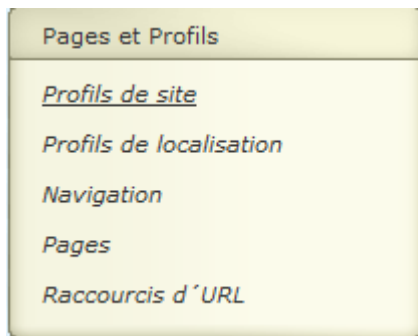 Pages et Profils
Profils de site
Profils de localisation
Navigation
Pages
Raccourcis d´URL